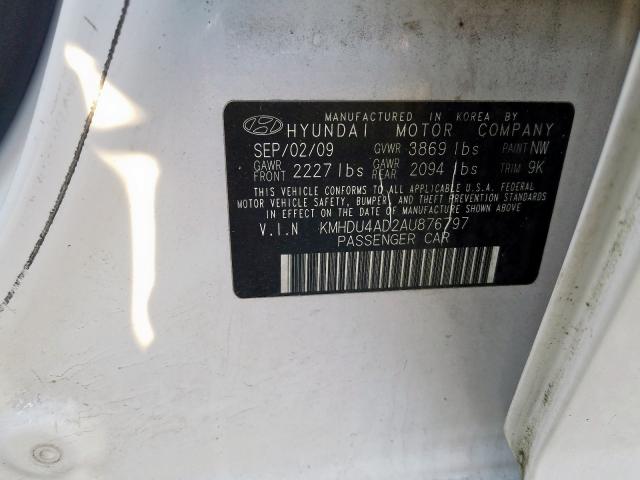 MANUFACTURED IN KOREA BY
HYUNDAI MOTOR COMPANY
SEP/02/09 GVWR 3869 lbs PAINT NW
GAWR FRONT 2227 lbs GAWR REAR 2094 lbs TRIM 9K
THIS VEHICLE CONFORMS TO ALL APPLICABLE U.S.A. FEDERAL
MOTOR VEHICLE SAFETY, BUMPER, AND THEFT PREVENTION STANDARDS
IN EFFECT ON THE DATE OF MANUFACTURE SHOWN ABOVE.
V.I.N KMHDU4AD2AU876797
PASSENGER CAR